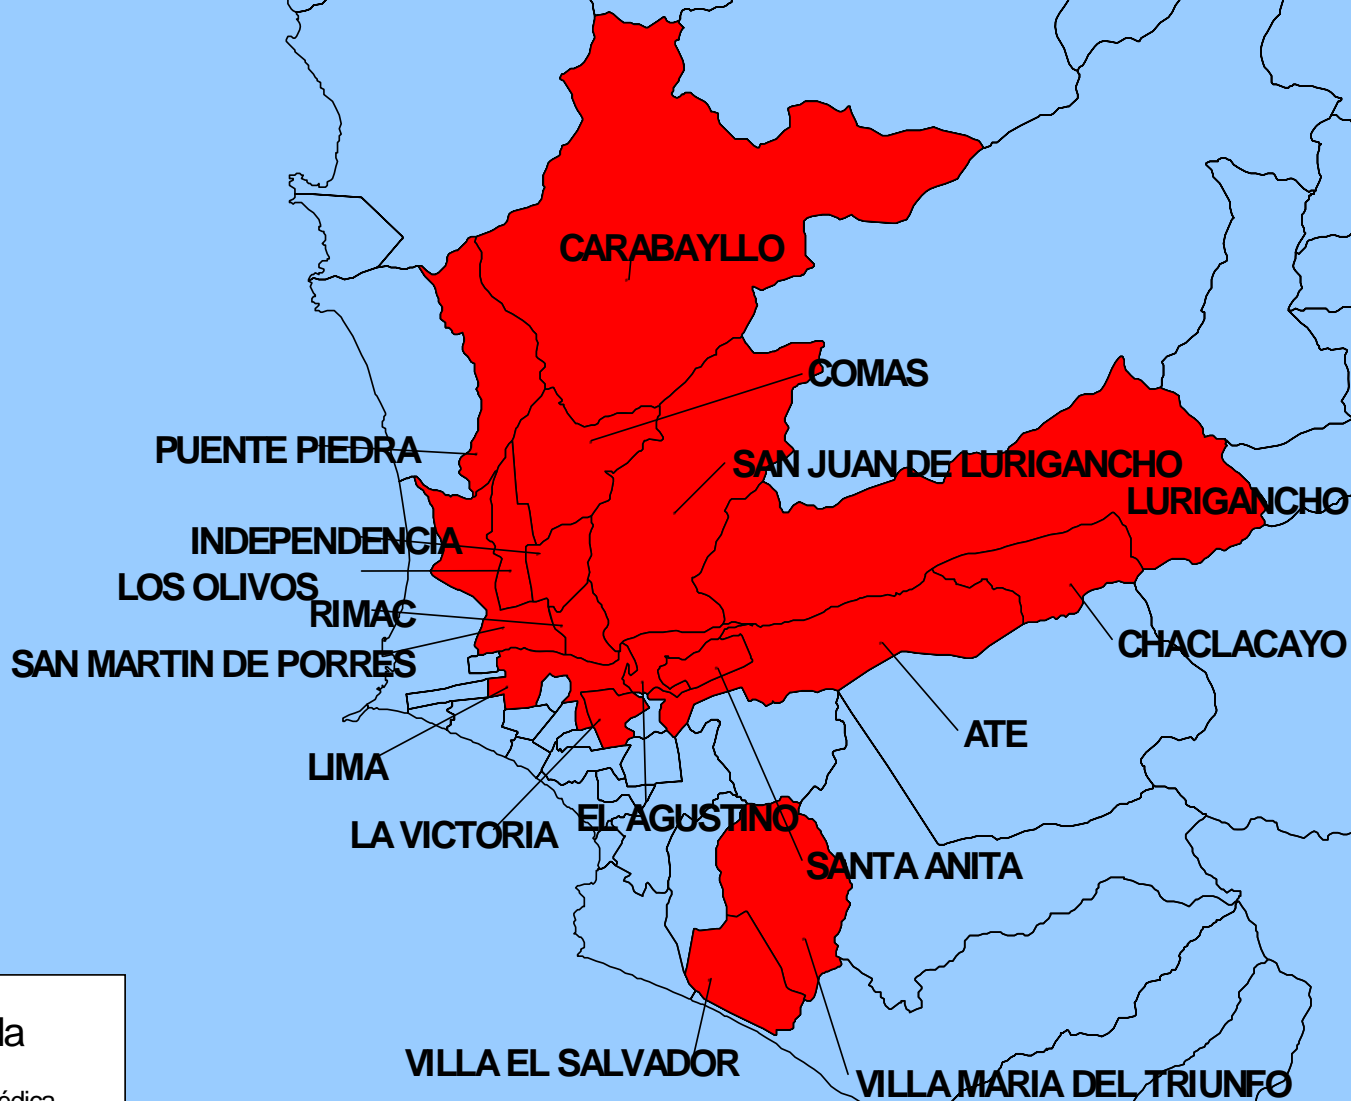 CARABAYLLO
COMAS
PUENTE PIEDRA
SAN JUAN DE LURIGANCHO
LURIGANCHO
INDEPENDENCIA
LOS OLIVOS
RIMAC
CHACLACAYO
SAN MARTIN DE PORRES
ATE
LIMA
EL AGUSTINO
LA VICTORIA
SANTA ANITA
VILLA EL SALVADOR
VILLA MARIA DEL TRIUNFO